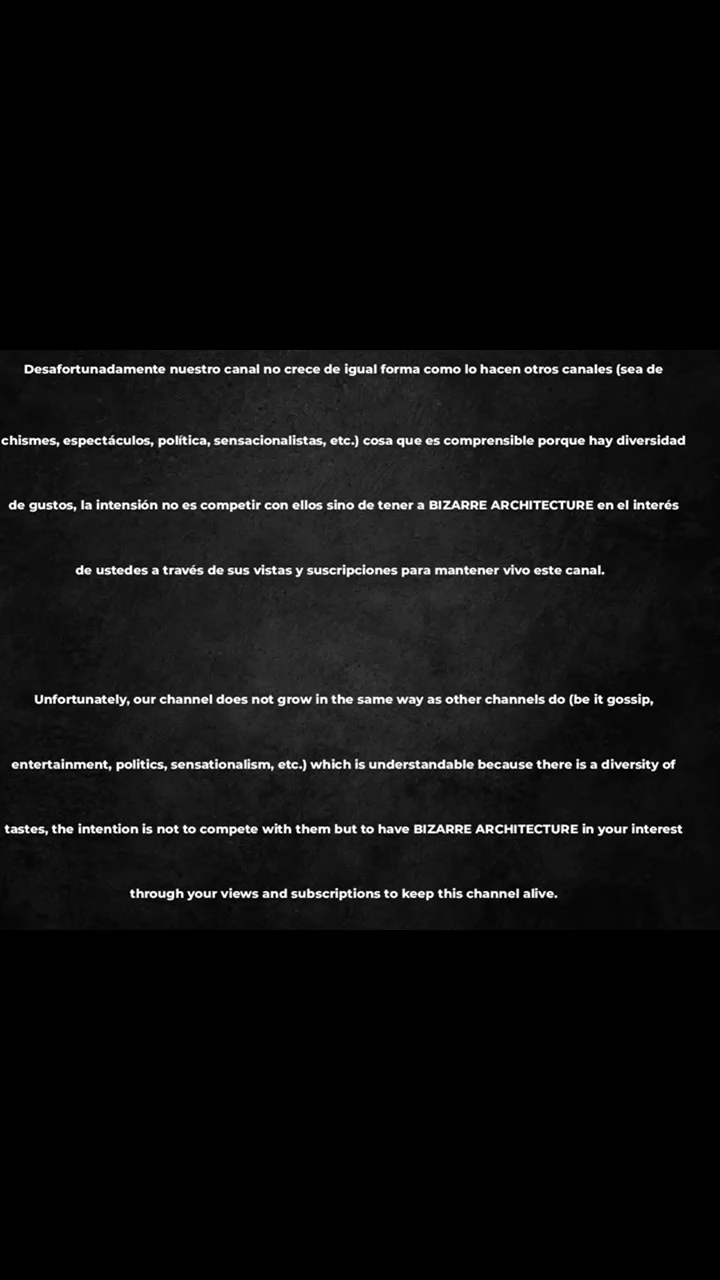 Desafortunadamente nuestro canal no crece de igual forma como lo hacen otros canales (sea de
chismes, espectáculos, política, sensacionalistas, etc.) cosa que es comprensible porque hay diversidad
de gustos, la intensión no es competir con ellos sino de tener a BIZARRE ARCHITECTURE en el interés
de ustedes a través de sus vistas y suscripciones para mantener vivo este canal.
Unfortunately, our channel does not grow in the same way as other channels do (be it gossip,
entertainment, politics, sensationalism, etc.) which is understandable because there is a diversity of
tastes, the intention is not to compete with them but to have BIZARRE ARCHITECTURE in your interest
through your views and subscriptions to keep this channel alive.